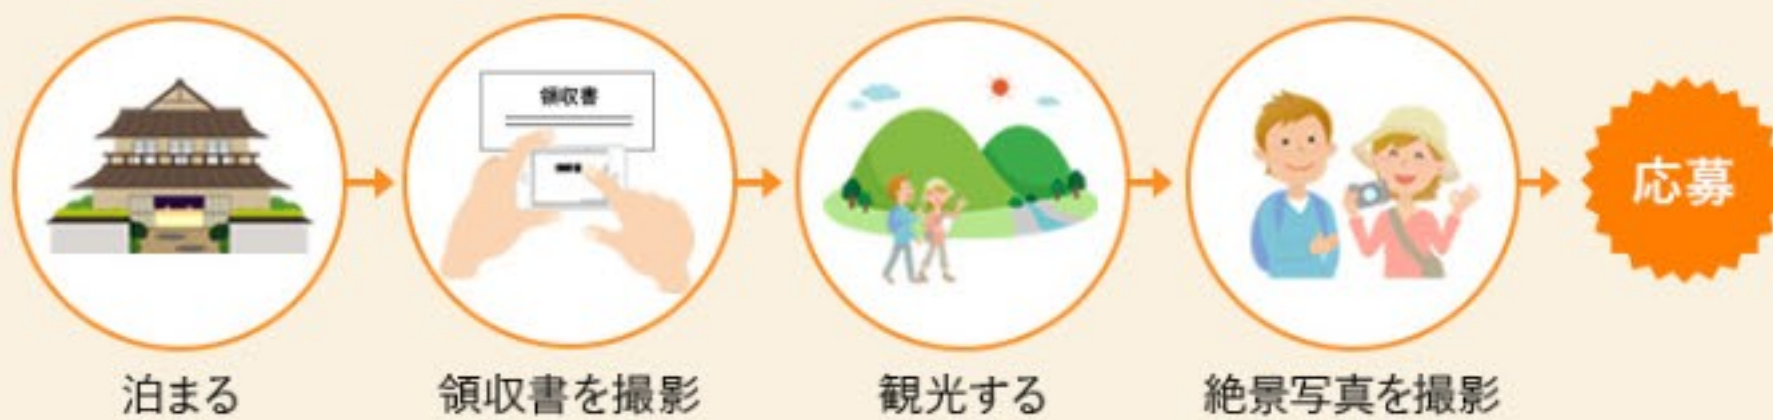 領収書
応募
泊まる
領収書を撮影
観光する
絶景写真を撮影